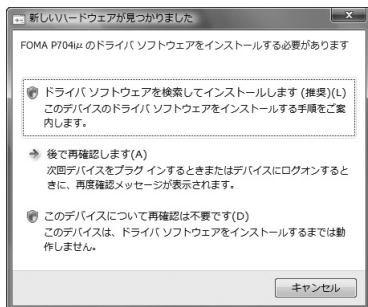 新しいハードウェアが見つかりました
FOMA P704iμ のドライバ ソフトウェアをインストールする必要があります
ドライバ ソフトウェアを検索してインストールします (推奨)(L)
このデバイスのドライバ ソフトウェアをインストールする手順をご案
内します。
後で再確認します(A)
次回デバイスをプラグ インするときまたはデバイスにログオンすると
きに、再度確認メッセージが表示されます。
このデバイスについて再確認は不要です(D)
このデバイスは、ドライバ ソフトウェアをインストールするまでは動
作しません。
キャンセル